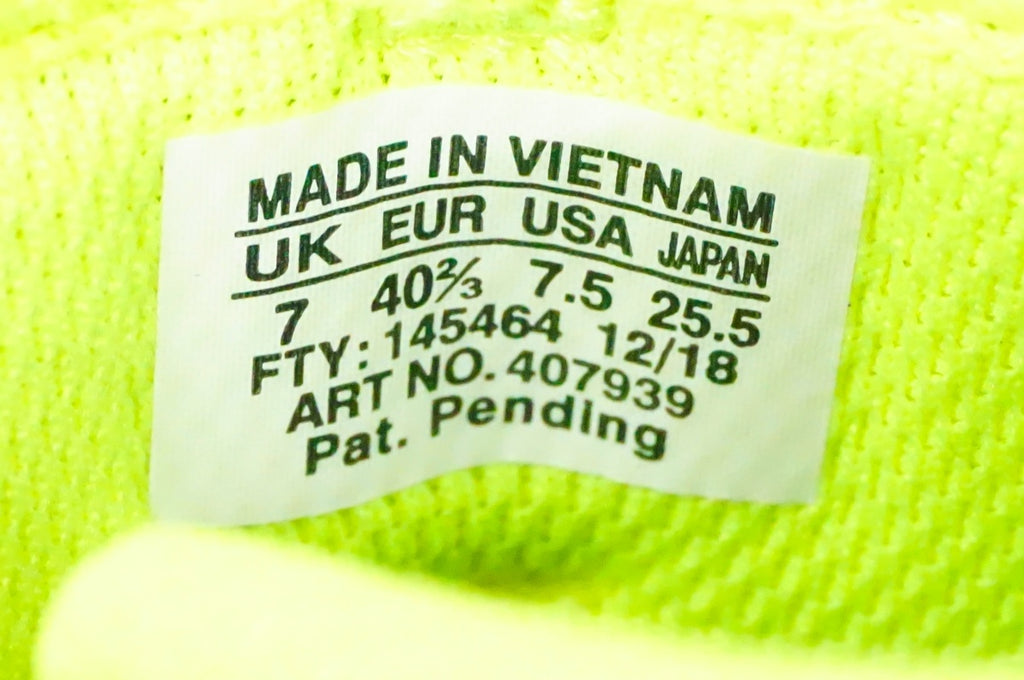 MADE IN VIETNAM
UK EUR USA JAPAN
7 40⅔ 7.5 25.5
FTY: 145464 12/18
ART NO. 407939
Pat. Pending